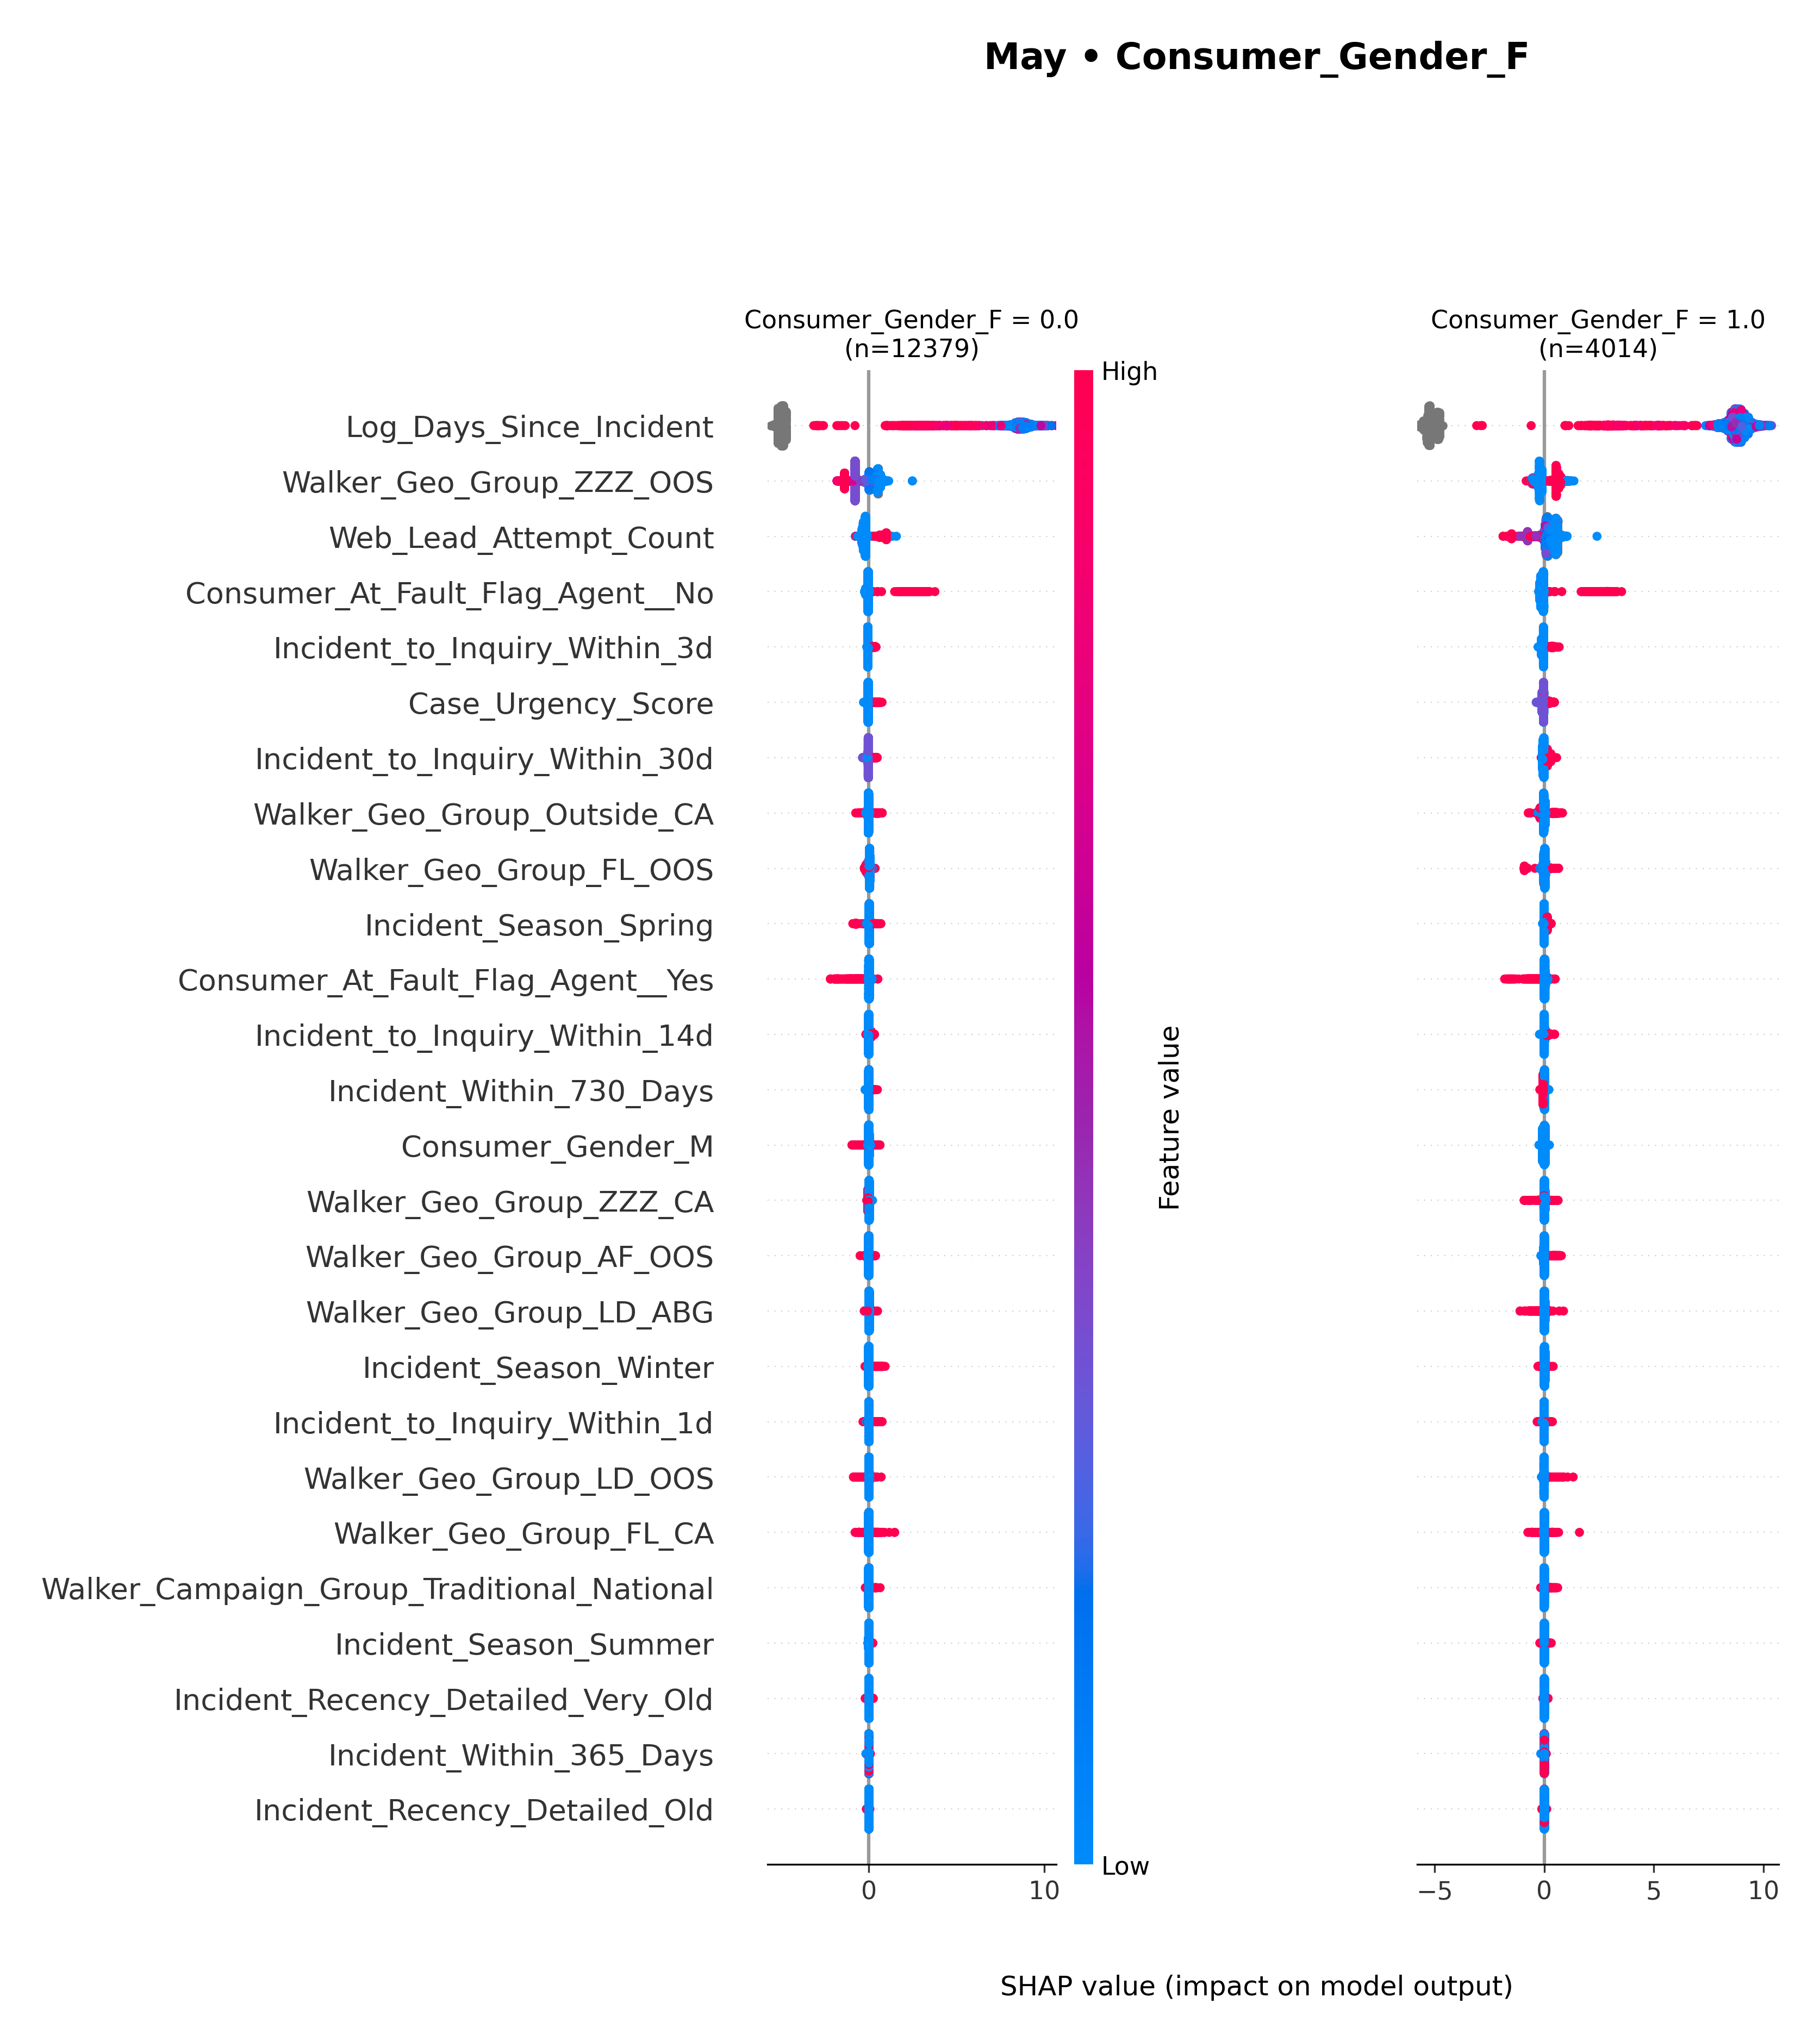 May • Consumer_Gender_F
Consumer_Gender_F = 0.0
(n=12379)
Consumer_Gender_F = 1.0
(n=4014)
High
Log_Days_Since_Incident
Walker_Geo_Group_ZZZ_OOS
Web_Lead_Attempt_Count
Consumer_At_Fault_Flag_Agent__No
Incident_to_Inquiry_Within_3d
Case_Urgency_Score
Incident_to_Inquiry_Within_30d
Walker_Geo_Group_Outside_CA
Walker_Geo_Group_FL_OOS
Incident_Season_Spring
Consumer_At_Fault_Flag_Agent__Yes
Incident_to_Inquiry_Within_14d
Incident_Within_730_Days
Consumer_Gender_M
Walker_Geo_Group_ZZZ_CA
Walker_Geo_Group_AF_OOS
Walker_Geo_Group_LD_ABG
Incident_Season_Winter
Incident_to_Inquiry_Within_1d
Walker_Geo_Group_LD_OOS
Walker_Geo_Group_FL_CA
Walker_Campaign_Group_Traditional_National
Incident_Season_Summer
Incident_Recency_Detailed_Very_Old
Incident_Within_365_Days
Incident_Recency_Detailed_Old
Feature value
Low
0 10
−5 0 5 10
SHAP value (impact on model output)